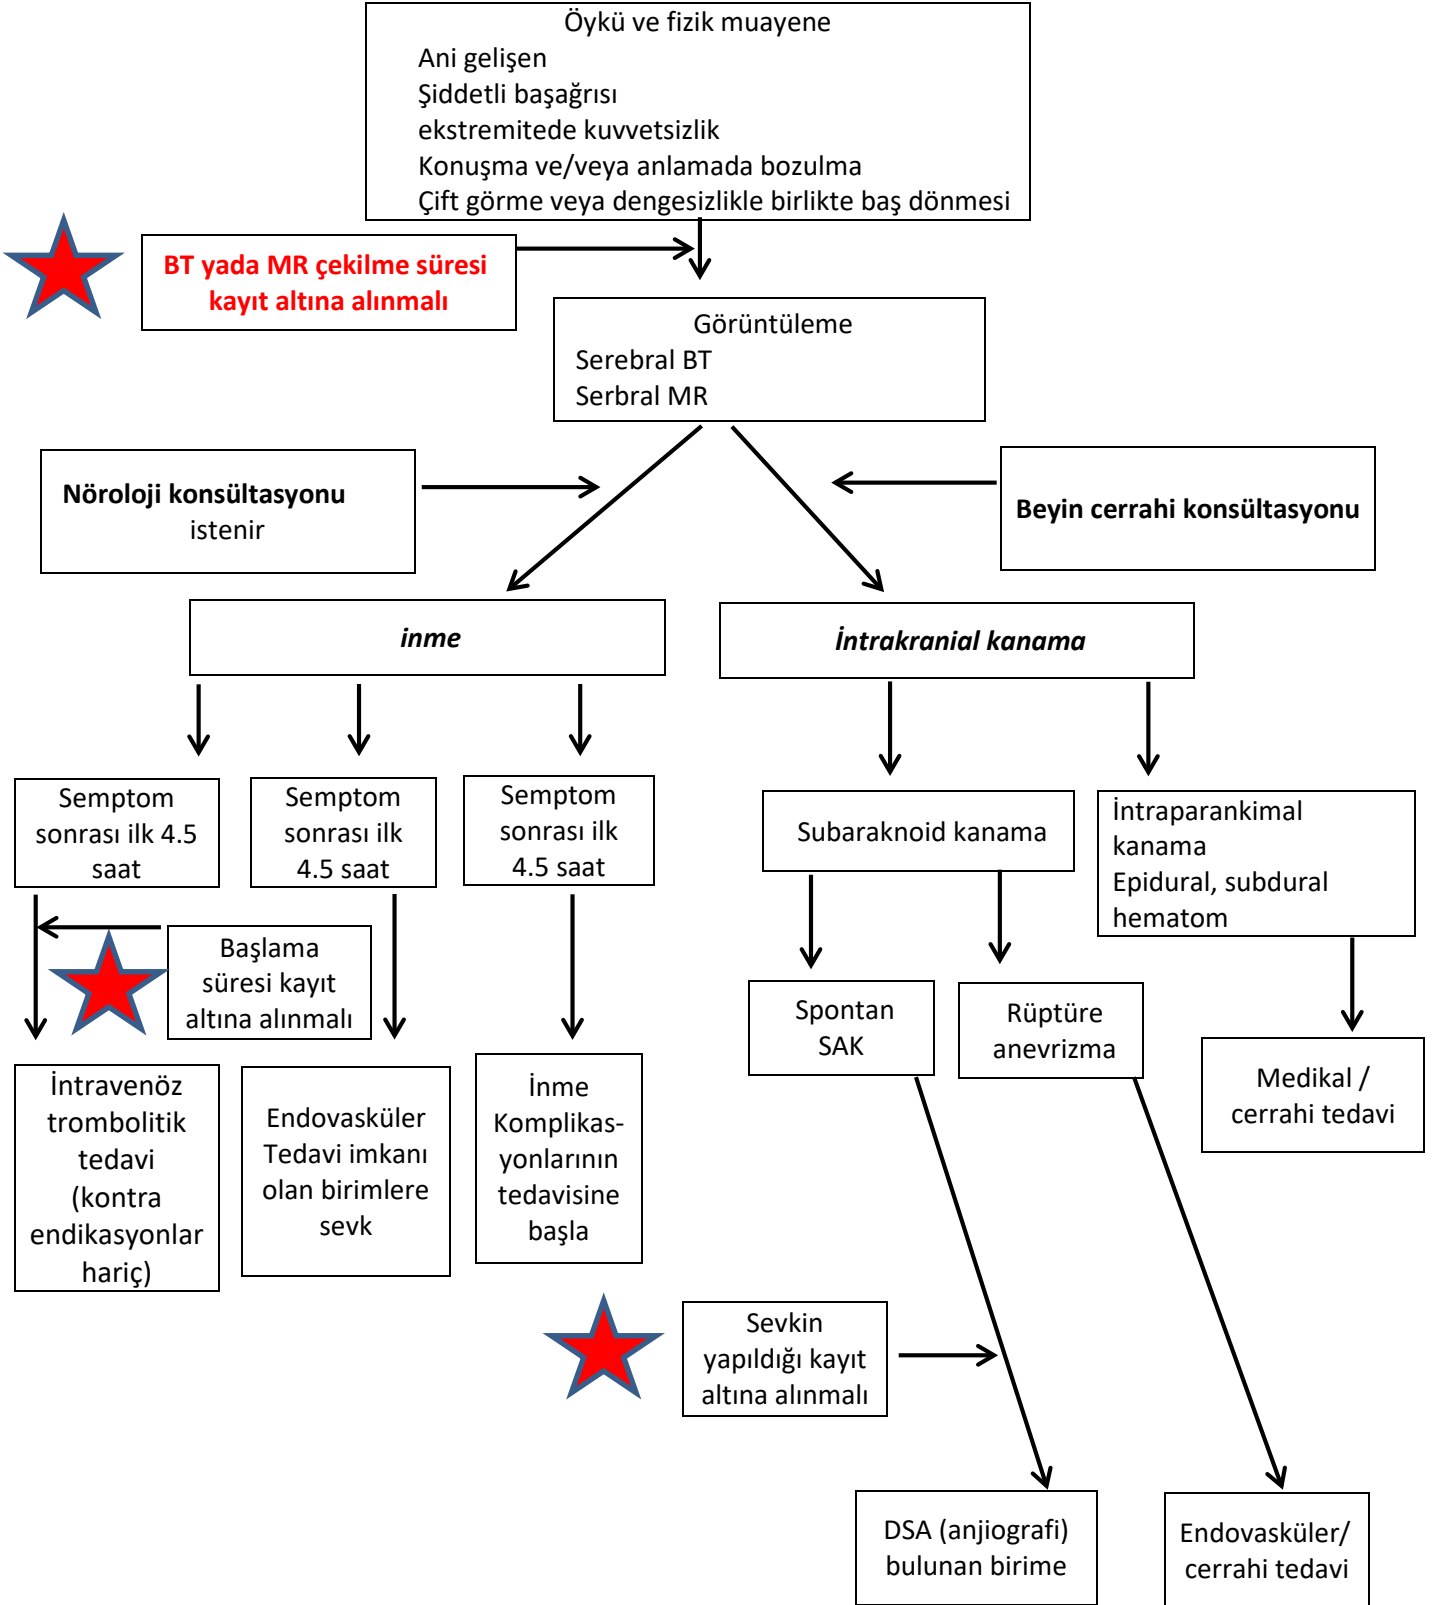 Öykü ve fizik muayene
Ani gelişen
Şiddetli başağrısı
ekstremitede kuvvetsizlik
Konuşma ve/veya anlamada bozulma
Çift görme veya dengesizlikle birlikte baş dönmesi
BT yada MR çekilme süresi
kayıt altına alınmalı
Görüntüleme
Serebral BT
Serbral MR
Nöroloji konsültasyonu
istenir
Beyin cerrahi konsültasyonu
inme
İntrakranial kanama
Semptom
sonrası ilk 4.5
saat
Semptom
sonrası ilk
4.5 saat
Semptom
sonrası ilk
4.5 saat
Subaraknoid kanama
İntraparankimal
kanama
Epidural, subdural
hematom
Başlama
süresi kayıt
altına alınmalı
Spontan
SAK
Rüptüre
anevrizma
Medikal /
cerrahi tedavi
İntravenöz
trombolitik
tedavi
(kontra
endikasyonlar
hariç)
Endovasküler
Tedavi imkanı
olan birimlere
sevk
İnme
Komplikas-
yonlarının
tedavisine
başla
Sevkin
yapıldığı kayıt
altına alınmalı
DSA (anjiografi)
bulunan birime
Endovasküler/
cerrahi tedavi